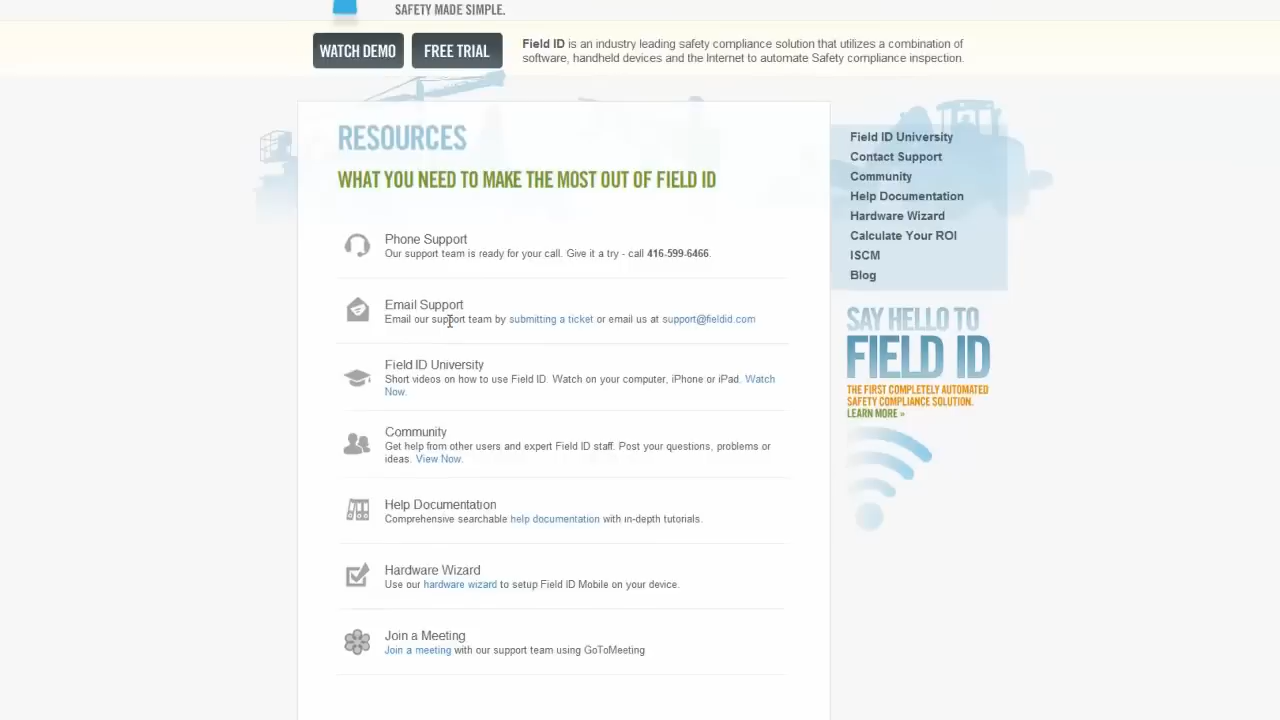 SAFETY MADE SIMPLE.
WATCH DEMO
FREE TRIAL
Field ID is an industry leading safety compliance solution that utilizes a combination of
software, handheld devices and the Internet to automate Safety compliance inspection.
RESOURCES
WHAT YOU NEED TO MAKE THE MOST OUT OF FIELD ID
Phone Support
Our support team is ready for your call. Give it a try - call 416-599-6466.
Email Support
Email our support team by submitting a ticket or email us at support@fieldid.com
Field ID University
Short videos on how to use Field ID. Watch on your computer, iPhone or iPad. Watch
Now.
Community
Get help from other users and expert Field ID staff. Post your questions, problems or
ideas. View Now.
Help Documentation
Comprehensive searchable help documentation with in-depth tutorials.
Hardware Wizard
Use our hardware wizard to setup Field ID Mobile on your device.
Join a Meeting
Join a meeting with our support team using GoToMeeting
Field ID University
Contact Support
Community
Help Documentation
Hardware Wizard
Calculate Your ROI
ISCM
Blog
SAY HELLO TO
FIELD ID
THE FIRST COMPLETELY AUTOMATED
SAFETY COMPLIANCE SOLUTION.
LEARN MORE »